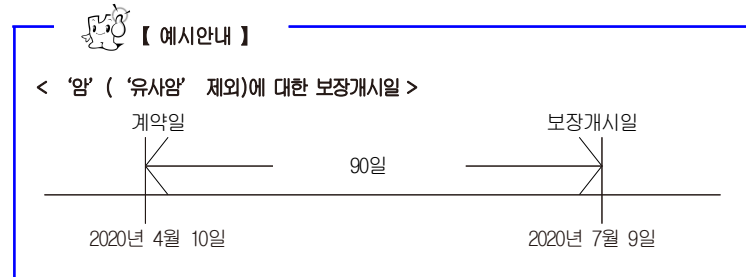 【 예시안내 】
< ‘암’ ( ‘유사암’ 제외)에 대한 보장개시일 >
계약일 보장개시일
90일
2020년 4월 10일 2020년 7월 9일